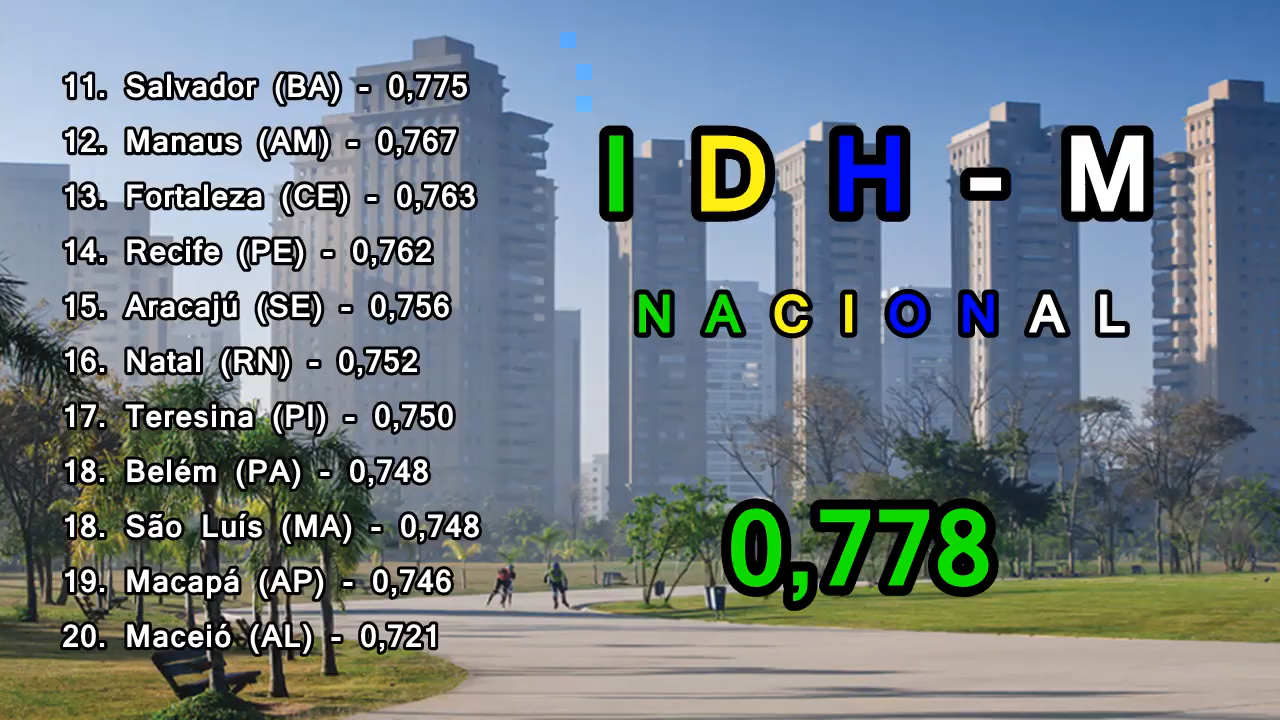 11. Salvador (BA) - 0,775
12. Manaus (AM) - 0,767
13. Fortaleza (CE) - 0,763
14. Recife (PE) - 0,762
15. Aracajú (SE) - 0,756
16. Natal (RN) - 0,752
17. Teresina (PI) - 0,750
18. Belém (PA) - 0,748
18. São Luís (MA) - 0,748
19. Macapá (AP) - 0,746
20. Maceió (AL) - 0,721
IDH-M
NACIONAL
0,778